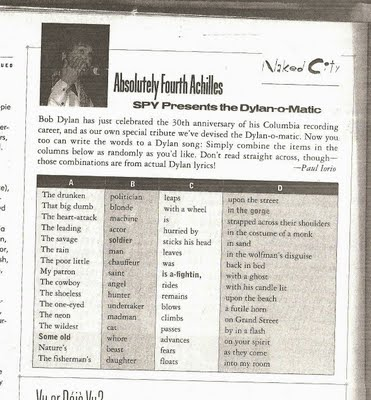 Naked City
Absolutely Fourth Achilles
SPY Presents the Dylan-o-Matic
Bob Dylan has just celebrated the 30th anniversary of his Columbia recording
career, and as our own special tribute we've devised the Dylan-o-matic. Now you
too can write the words to a Dylan song: Simply combine the items in the
columns below as randomly as you'd like. Don't read straight across, though—
those combinations are from actual Dylan lyrics! —Paul Iorio
A B C D
The drunken politician leaps upon the street
That big dumb blonde with a wheel in the gorge
The heart-attack machine is strapped across their shoulders
The leading actor hurried by in the costume of a monk
The savage soldier sticks his head in sand
The rain man leaves in the wolfman's disguise
The poor little chauffeur was back in bed
My patron saint is a-fightin, with a ghost
The cowboy angel rides with his candle lit
The shoeless hunter remains upon the beach
The one-eyed undertaker blows a futile horn
The neon madman climbs on Grand Street
The wildest cat passes by in a flash
Some old whore advances on your spirit
Nature's beast fears as they come
The fisherman's daughter floats into my room